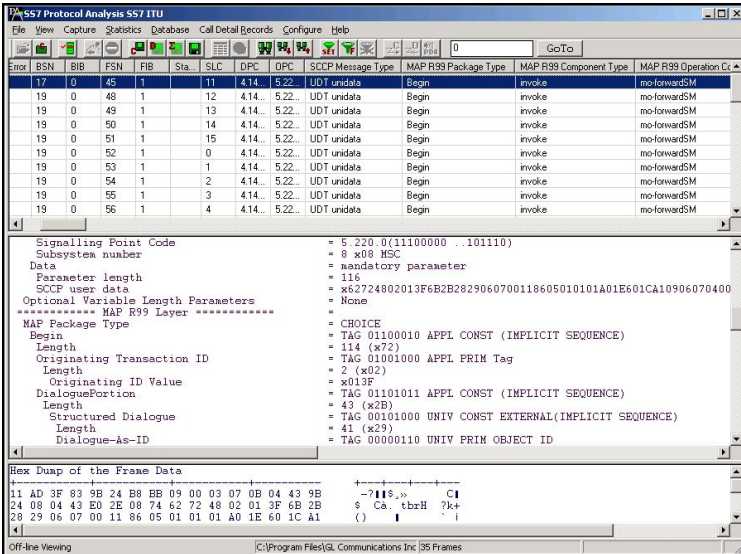 SS7 Protocol Analysis SS7 ITU
File View Capture Statistics Database Call Detail Records Configure Help
0 GoTo
Error BSN BIB FSN FIB Sta... SLC DPC OPC SCCP Message Type MAP R99 Package Type MAP R99 Component Type MAP R99 Operation Co
17 0 45 1 11 4.14... 5.22... UDT unidata Begin invoke mo-forwardSM
19 0 48 1 12 4.14... 5.22... UDT unidata Begin invoke mo-forwardSM
19 0 49 1 13 4.14... 5.22... UDT unidata Begin invoke mo-forwardSM
19 0 50 1 14 4.14... 5.22... UDT unidata Begin invoke mo-forwardSM
19 0 51 1 15 4.14... 5.22... UDT unidata Begin invoke mo-forwardSM
19 0 52 1 0 4.14... 5.22... UDT unidata Begin invoke mo-forwardSM
19 0 53 1 1 4.14... 5.22... UDT unidata Begin invoke mo-forwardSM
19 0 54 1 2 4.14... 5.22... UDT unidata Begin invoke mo-forwardSM
19 0 55 1 3 4.14... 5.22... UDT unidata Begin invoke mo-forwardSM
19 0 56 1 4 4.14... 5.22... UDT unidata Begin invoke mo-forwardSM
Signalling Point Code = 5.220.0(11100000 ..101110)
Subsystem number = 8 x08 MSC
Data = mandatory parameter
Parameter length = 116
SCCP user data = x62724802013F6B2B2829060700118605010101A01E601CA10906070400
Optional Variable Length Parameters = None
============ MAP R99 Layer ============ =
MAP Package Type = CHOICE
Begin = TAG 01100010 APPL CONST (IMPLICIT SEQUENCE)
Length = 114 (x72)
Originating Transaction ID = TAG 01001000 APPL PRIM Tag
Length = 2 (x02)
Originating ID Value = x013F
DialoguePortion = TAG 01101011 APPL CONST (IMPLICIT SEQUENCE)
Length = 43 (x2B)
Structured Dialogue = TAG 00101000 UNIV CONST EXTERNAL(IMPLICIT SEQUENCE)
Length = 41 (x29)
Dialogue-As-ID = TAG 00000110 UNIV PRIM OBJECT ID
Hex Dump of the Frame Data
11 AD 3F 83 9B 24 B8 BB 09 00 03 07 0B 04 43 9B
24 08 04 43 E0 2E 08 74 62 72 48 02 01 3F 6B 2B $ Cà. tbrH ?k+
28 29 06 07 00 11 86 05 01 01 01 A0 1E 60 1C A1 ()
Off-line Viewing C:\Program Files\GL Communications Inc 35 Frames